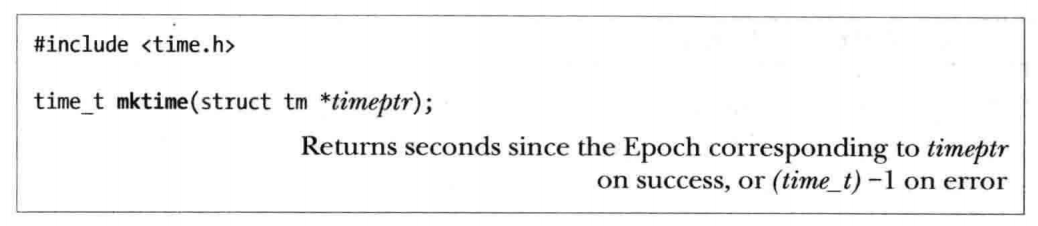 #include <time.h>
time_t mktime(struct tm *timeptr);
Returns seconds since the Epoch corresponding to timeptr
on success, or (time_t) −1 on error